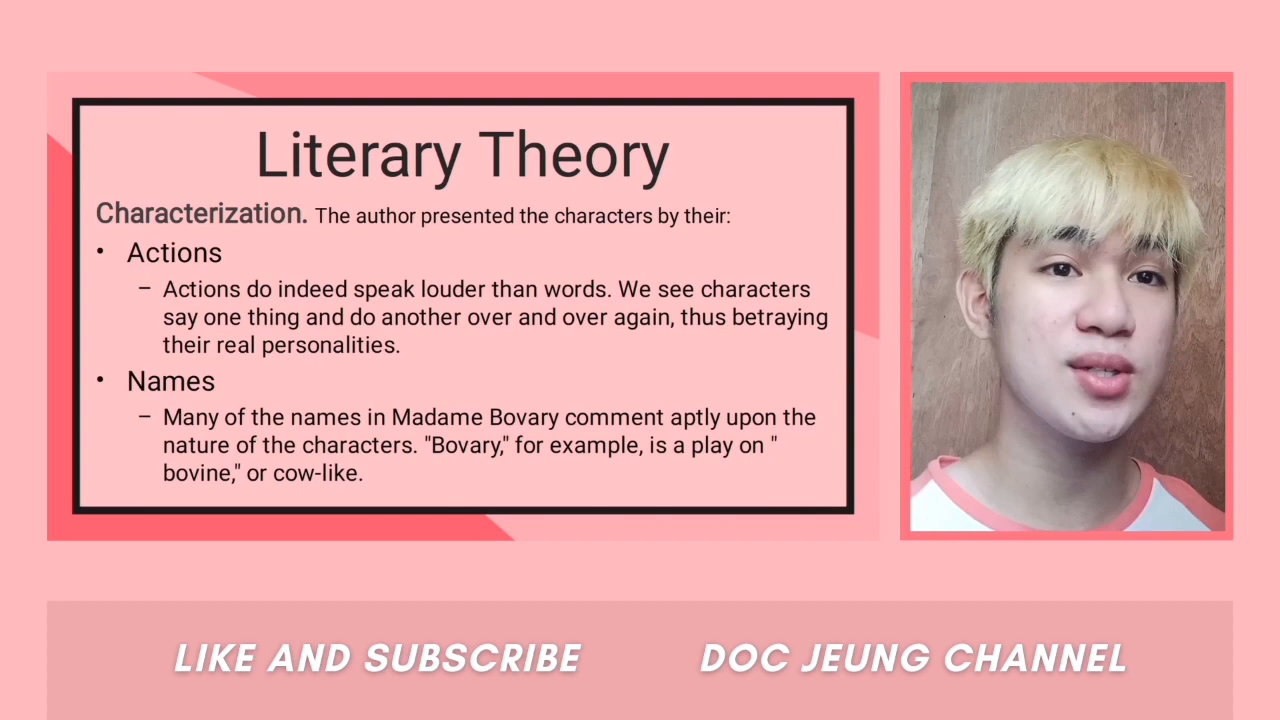 Literary Theory
Characterization. The author presented the characters by their:
• Actions
– Actions do indeed speak louder than words. We see characters
say one thing and do another over and over again, thus betraying
their real personalities.
• Names
– Many of the names in Madame Bovary comment aptly upon the
nature of the characters. "Bovary," for example, is a play on "
bovine," or cow-like.
LIKE AND SUBSCRIBE
DOC JEUNG CHANNEL